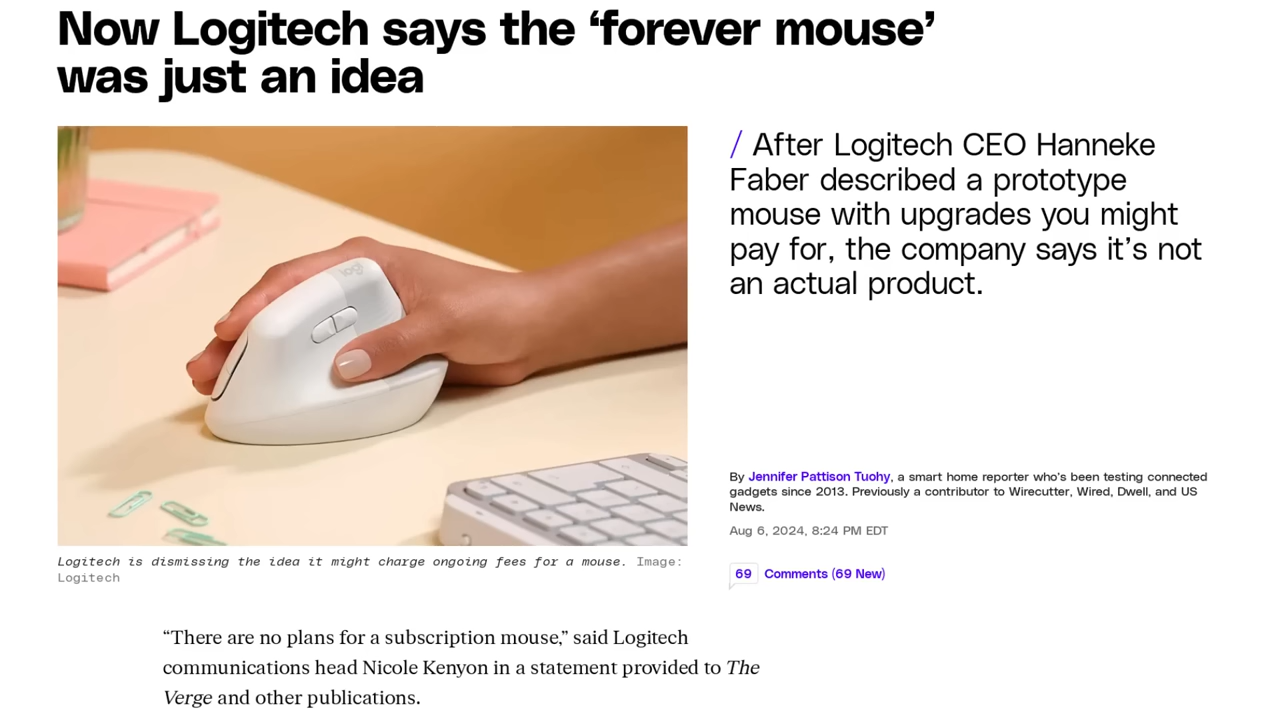 Now Logitech says the ‘forever mouse’
was just an idea
logi
/ After Logitech CEO Hanneke
Faber described a prototype
mouse with upgrades you might
pay for, the company says it’s not
an actual product.
By Jennifer Pattison Tuohy, a smart home reporter who’s been testing connected
gadgets since 2013. Previously a contributor to Wirecutter, Wired, Dwell, and US
News.
Aug 6, 2024, 8:24 PM EDT
69 Comments (69 New)
Logitech is dismissing the idea it might charge ongoing fees for a mouse. Image:
Logitech
“There are no plans for a subscription mouse,” said Logitech
communications head Nicole Kenyon in a statement provided to The
Verge and other publications.